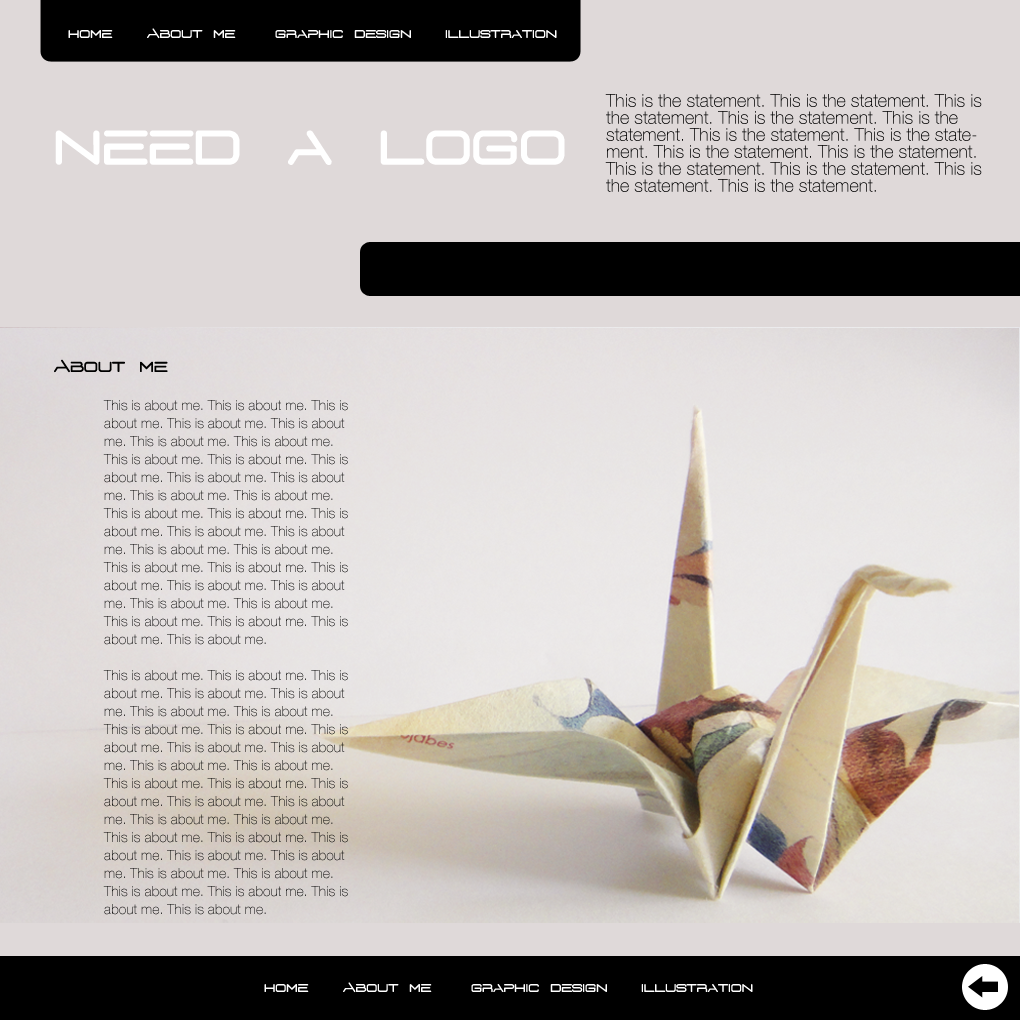 HOME ABOUT ME GRAPHIC DESIGN ILLUSTRATION
NEED A LOGO
This is the statement. This is the statement. This is
the statement. This is the statement. This is the
statement. This is the statement. This is the state-
ment. This is the statement. This is the statement.
This is the statement. This is the statement. This is
the statement. This is the statement.
ABOUT ME
This is about me. This is about me. This is
about me. This is about me. This is about
me. This is about me. This is about me.
This is about me. This is about me. This is
about me. This is about me. This is about
me. This is about me. This is about me.
This is about me. This is about me. This is
about me. This is about me. This is about
me. This is about me. This is about me.
This is about me. This is about me. This is
about me. This is about me. This is about
me. This is about me. This is about me.
This is about me. This is about me. This is
about me. This is about me.
This is about me. This is about me. This is
about me. This is about me. This is about
me. This is about me. This is about me.
This is about me. This is about me. This is
about me. This is about me. This is about
me. This is about me. This is about me.
This is about me. This is about me. This is
about me. This is about me. This is about
me. This is about me. This is about me.
This is about me. This is about me. This is
about me. This is about me. This is about
me. This is about me. This is about me.
This is about me. This is about me. This is
about me. This is about me.
HOME ABOUT ME GRAPHIC DESIGN ILLUSTRATION